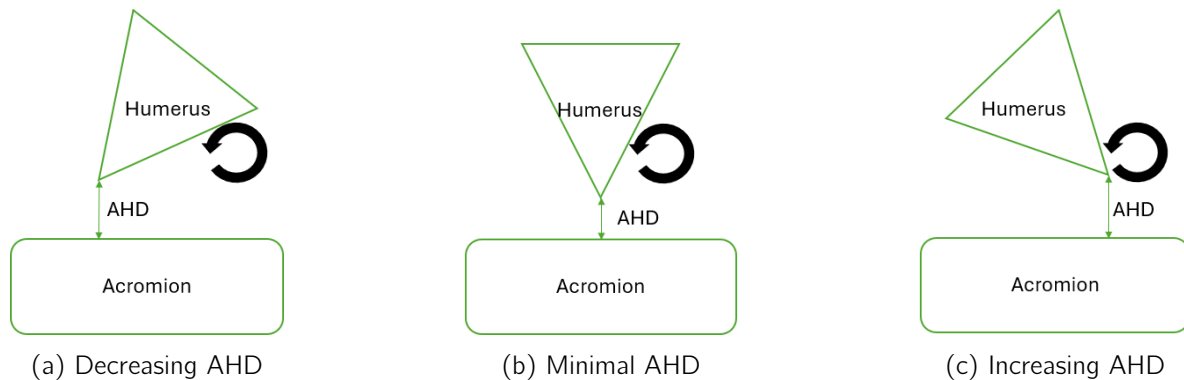 Humerus
AHD
Acromion
(a) Decreasing AHD
Humerus
AHD
Acromion
(b) Minimal AHD
Humerus
AHD
Acromion
(c) Increasing AHD